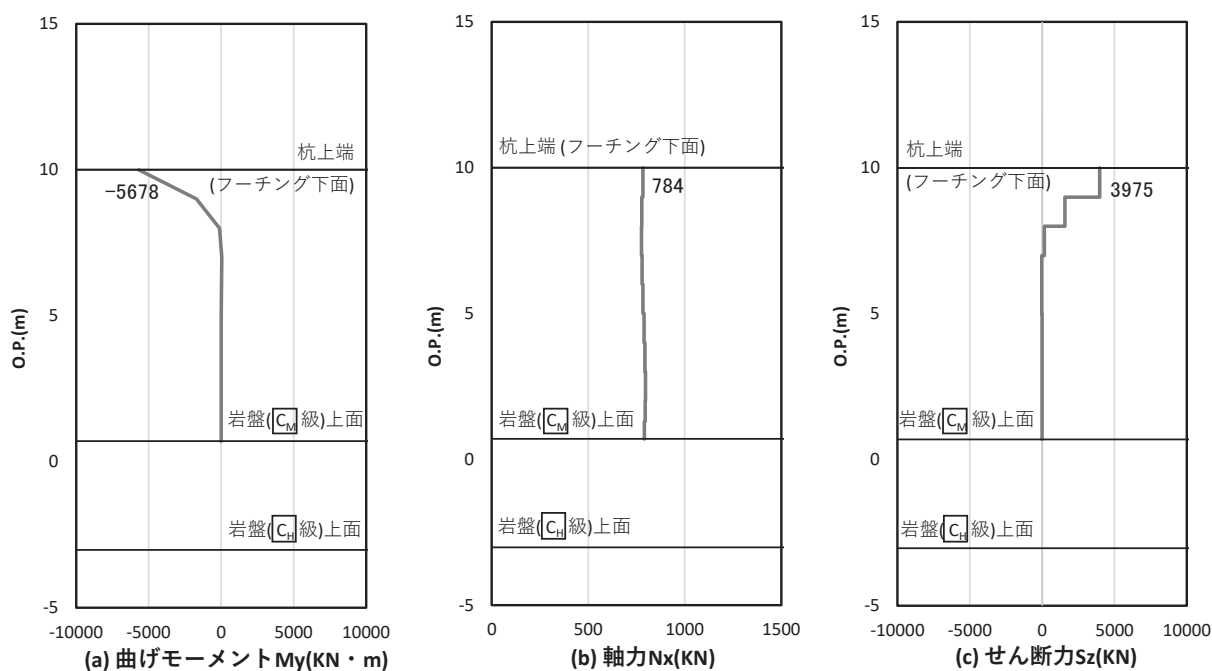 15
10
5
0
-5
O.P.(m)
杭上端
(フーチング下面)
-5678
岩盤(CM級)上面
岩盤(CH級)上面
-10000 -5000 0 5000 10000
(a) 曲げモーメントMy(KN・m)
15
10
5
0
-5
O.P.(m)
杭上端 (フーチング下面)
784
岩盤(CM級)上面
岩盤(CH級)上面
0 500 1000 1500
(b) 軸力Nx(KN)
15
10
5
0
-5
O.P.(m)
杭上端
(フーチング下面)
3975
岩盤(CM級)上面
岩盤(CH級)上面
-10000 -5000 0 5000 10000
(c) せん断力Sz(KN)